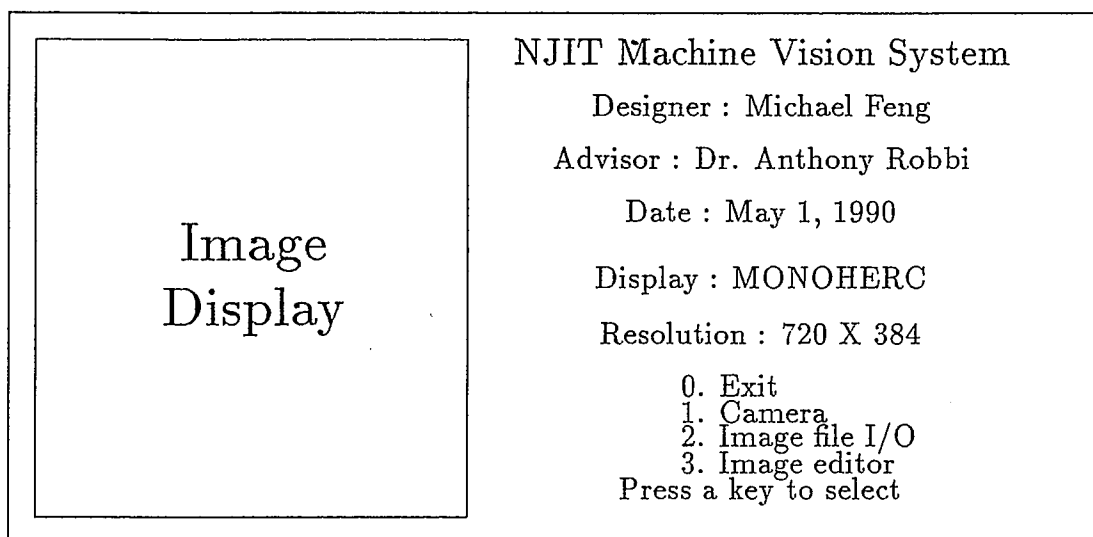 Image
Display
NJIT Machine Vision System
Designer : Michael Feng
Advisor : Dr. Anthony Robbi
Date : May 1, 1990
Display : MONOHERC
Resolution : 720 X 384
0. Exit
1. Camera
2. Image file I/O
3. Image editor
Press a key to select